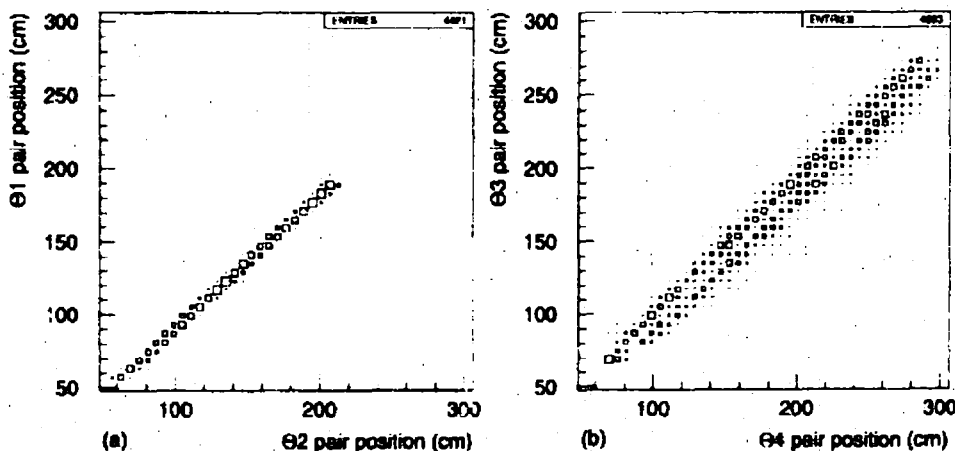 ENTRIES
300
250
200
150
100
50
Θ1 pair position (cm)
100
200
300
(a)
Θ2 pair position (cm)
ENTRIES
300
250
200
150
100
50
Θ3 pair position (cm)
100
200
300
(b)
Θ4 pair position (cm)